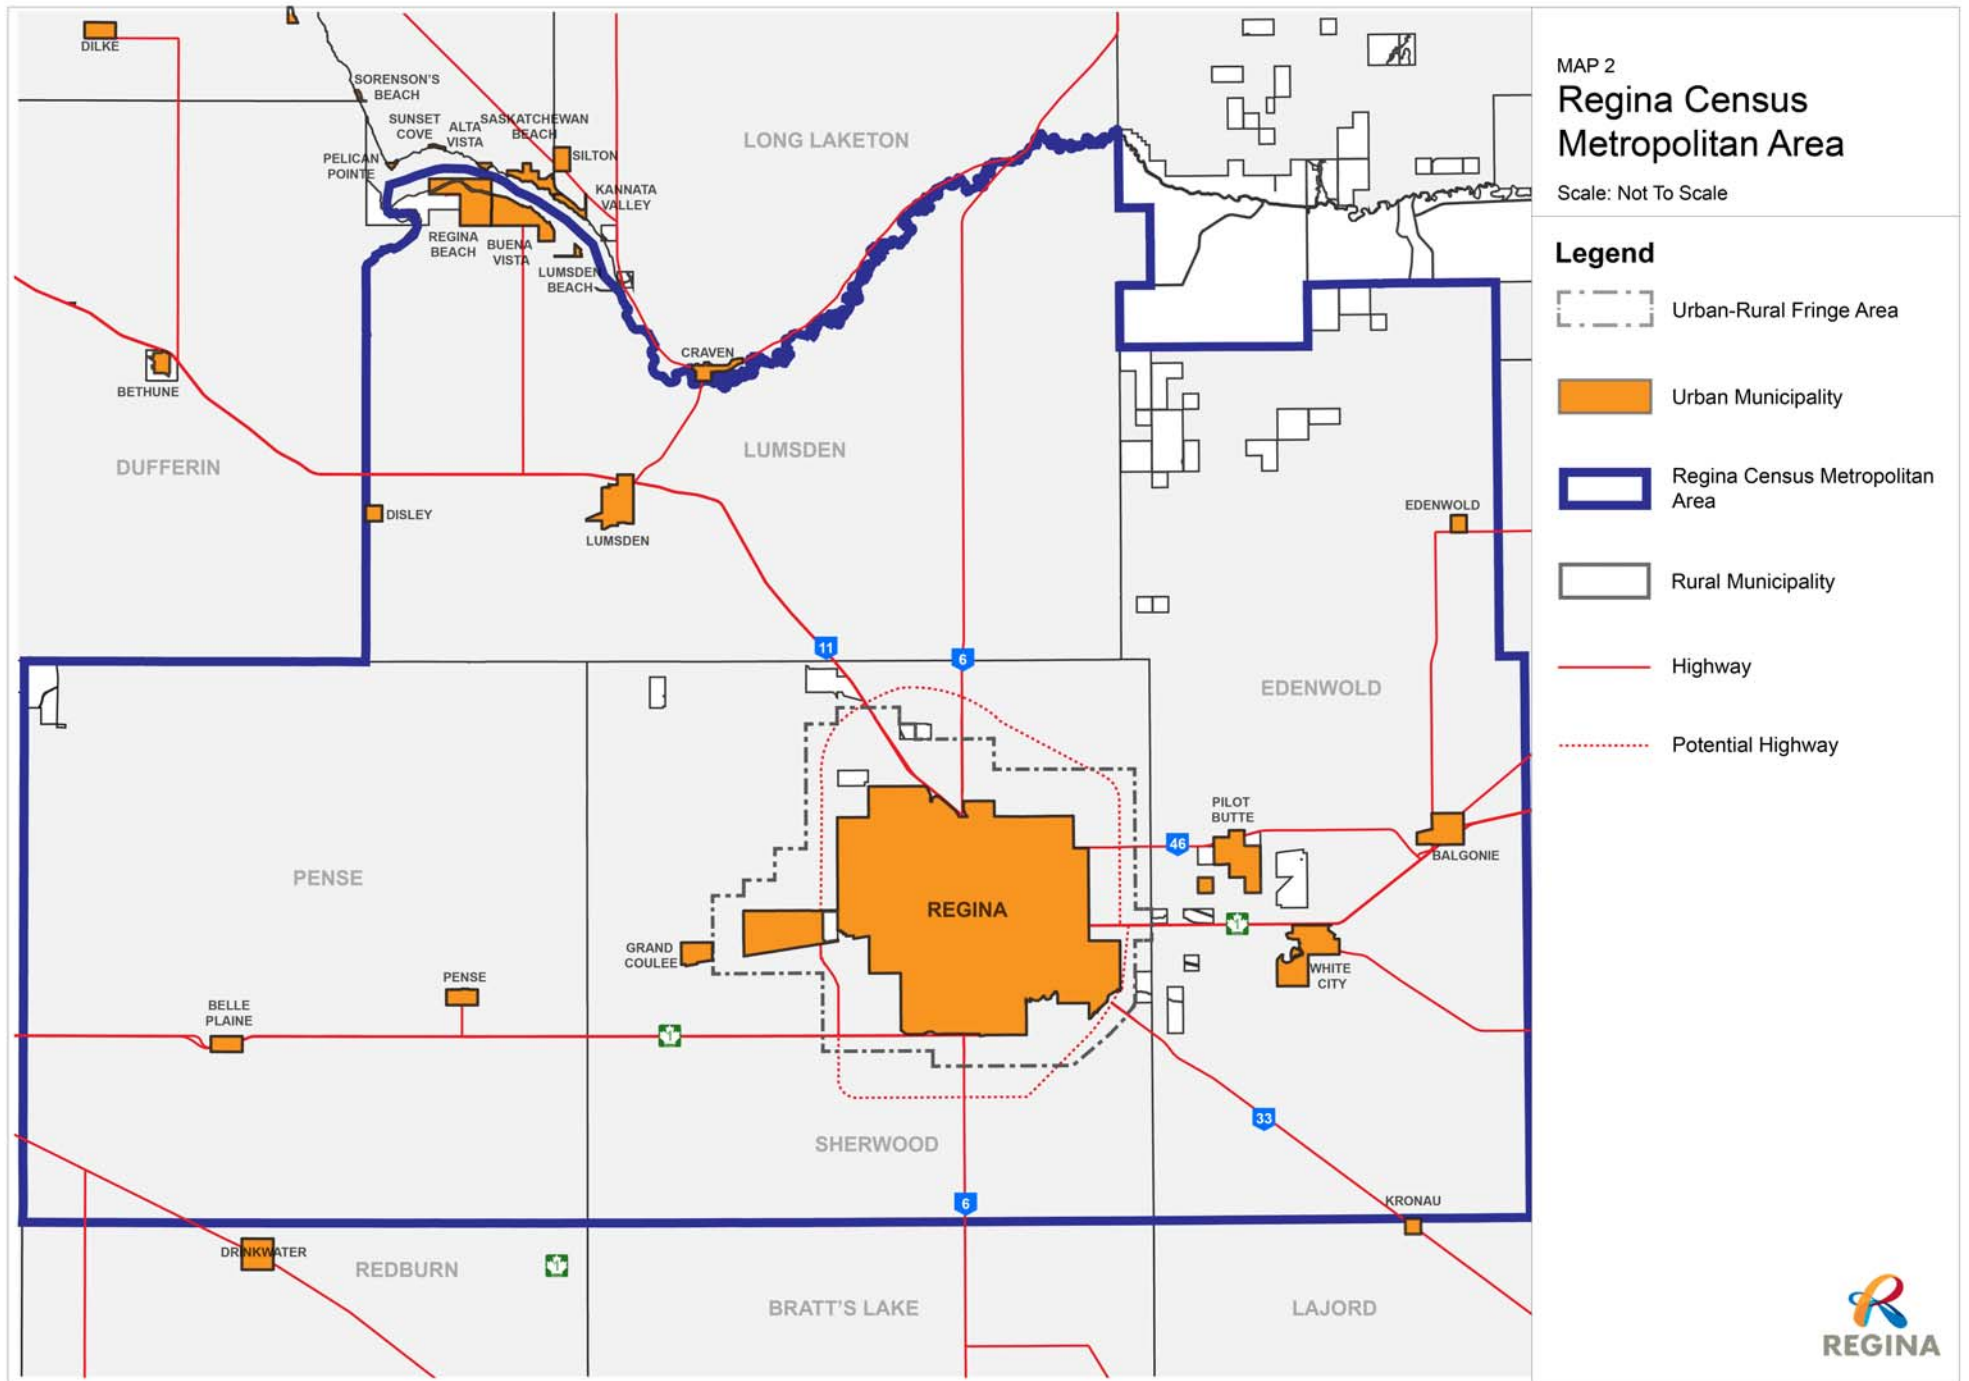 MAP 2
Regina Census
Metropolitan Area
Scale: Not To Scale
Legend
Urban-Rural Fringe Area
Urban Municipality
Regina Census Metropolitan
Area
Rural Municipality
Highway
Potential Highway
DILKE
SORENSON'S
BEACH
SUNSET
COVE
ALTA
VISTA
SASKATCHEWAN
BEACH
SILTON
PELICAN
POINTE
KANNATA
VALLEY
LONG LAKETON
REGINA
BEACH
BUENA
VISTA
LUMSDEN
BEACH
CRAVEN
BETHUNE
DUFFERIN
LUMSDEN
DISLEY
LUMSDEN
EDENWOLD
11
6
EDENWOLD
PILOT
BUTTE
46
BALGONIE
PENSE
REGINA
1
GRAND
COULEE
WHITE
CITY
PENSE
BELLE
PLAINE
1
33
SHERWOOD
6
KRONAU
DRINKWATER
REDBURN
1
BRATT'S LAKE
LAJORD
REGINA